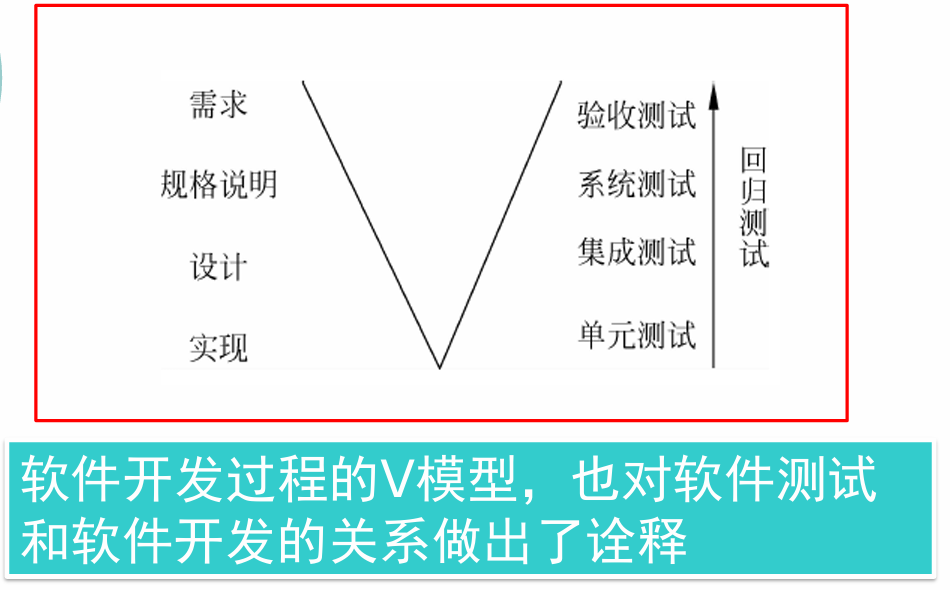 需求
规格说明
设计
实现
验收测试
系统测试
集成测试
单元测试
回归测试
软件开发过程的V模型，也对软件测试
和软件开发的关系做出了诠释